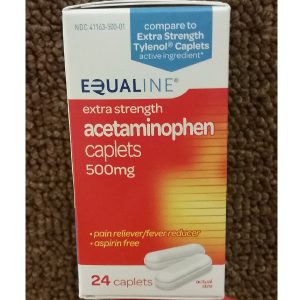 NDC 41163-500-01
compare to
Extra Strength
Tylenol® Caplets
active ingredient*
EQUALINE®
extra strength
acetaminophen
caplets
500mg
• pain reliever/fever reducer
• aspirin free
24 caplets
actual
size